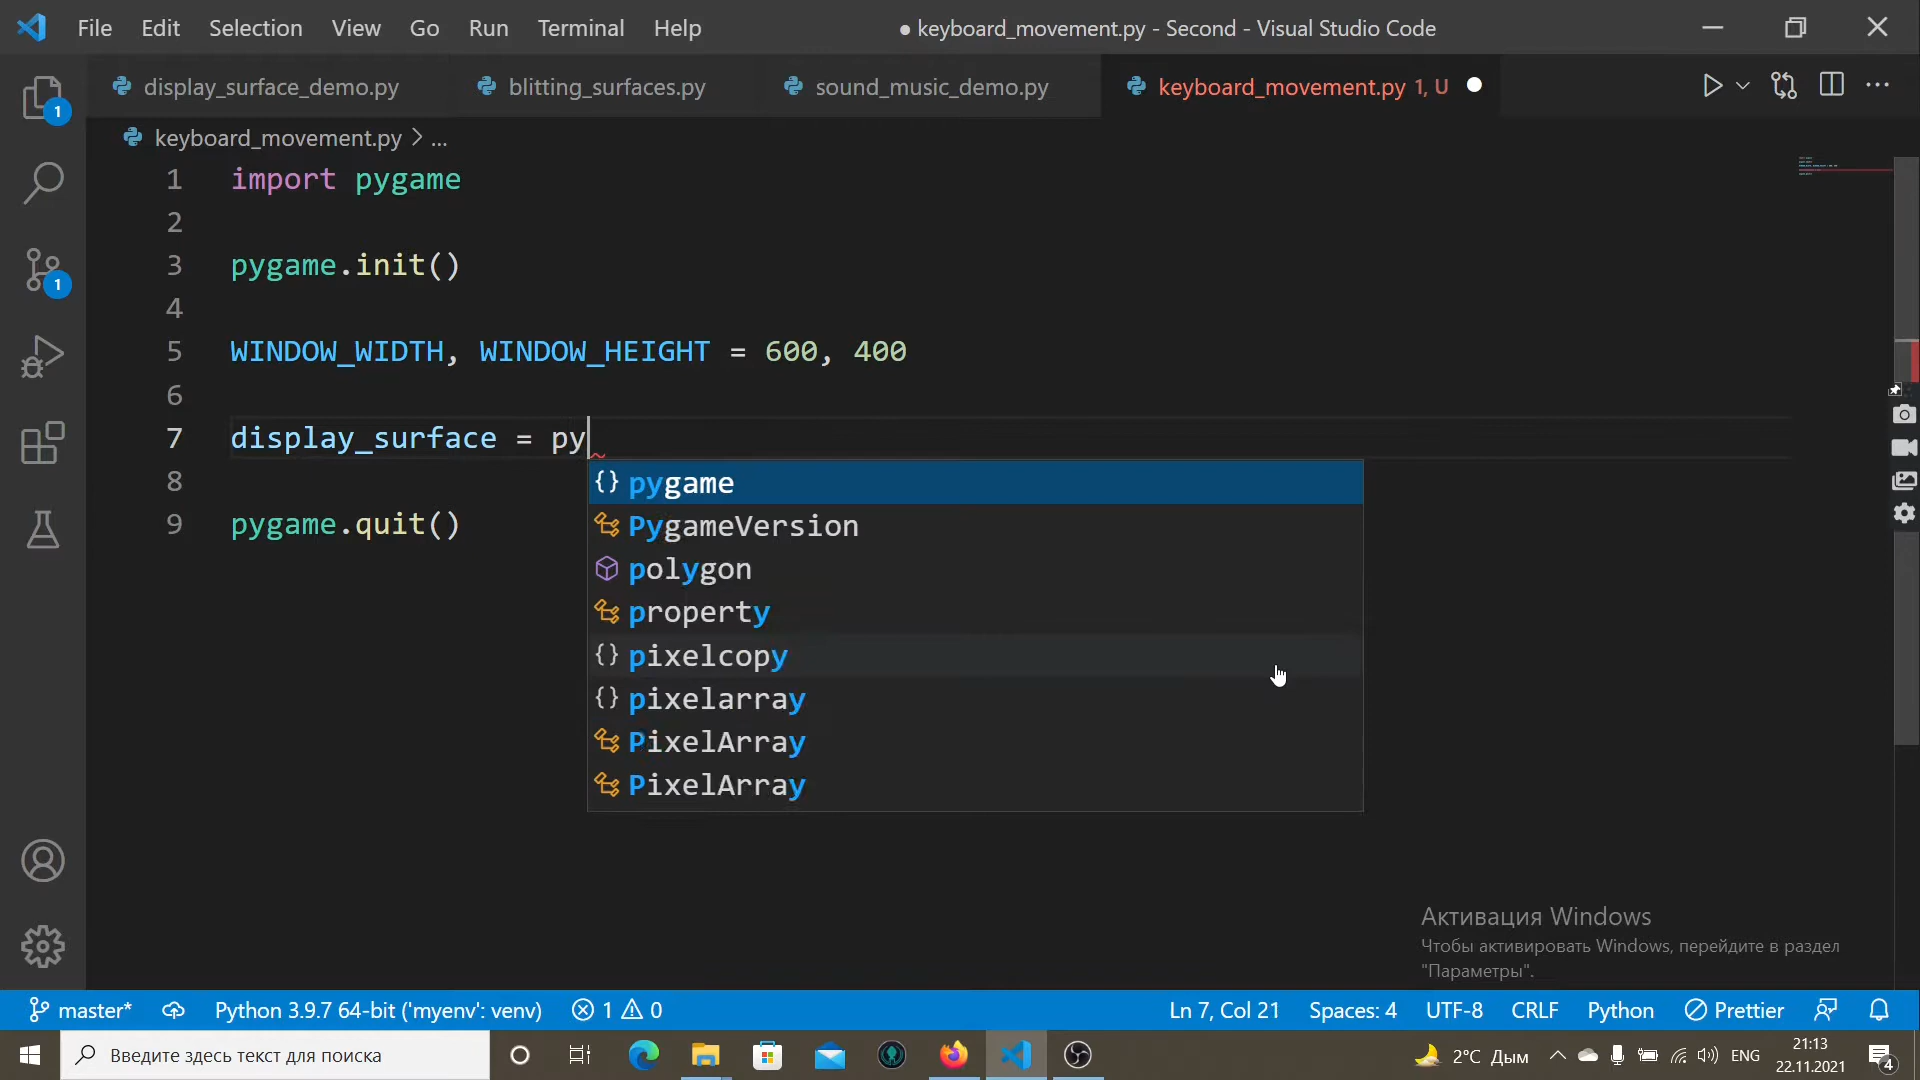 File Edit Selection View Go Run Terminal Help
● keyboard_movement.py - Second - Visual Studio Code
display_surface_demo.py
blitting_surfaces.py
sound_music_demo.py
keyboard_movement.py 1, U
1
keyboard_movement.py > ...
1 import pygame
2
3 pygame.init()
1
4
5 WINDOW_WIDTH, WINDOW_HEIGHT = 600, 400
6
7 display_surface = py
8
9 pygame.quit()
pygame
PygameVersion
polygon
property
pixelcopy
pixelarray
PixelArray
PixelArray
Активация Windows
Чтобы активировать Windows, перейдите в раздел
"Параметры".
master* Python 3.9.7 64-bit ('myenv': venv) 1 0 Ln 7, Col 21 Spaces: 4 UTF-8 CRLF Python Prettier
Введите здесь текст для поиска
2°C Дым
ENG
21:13
22.11.2021
4